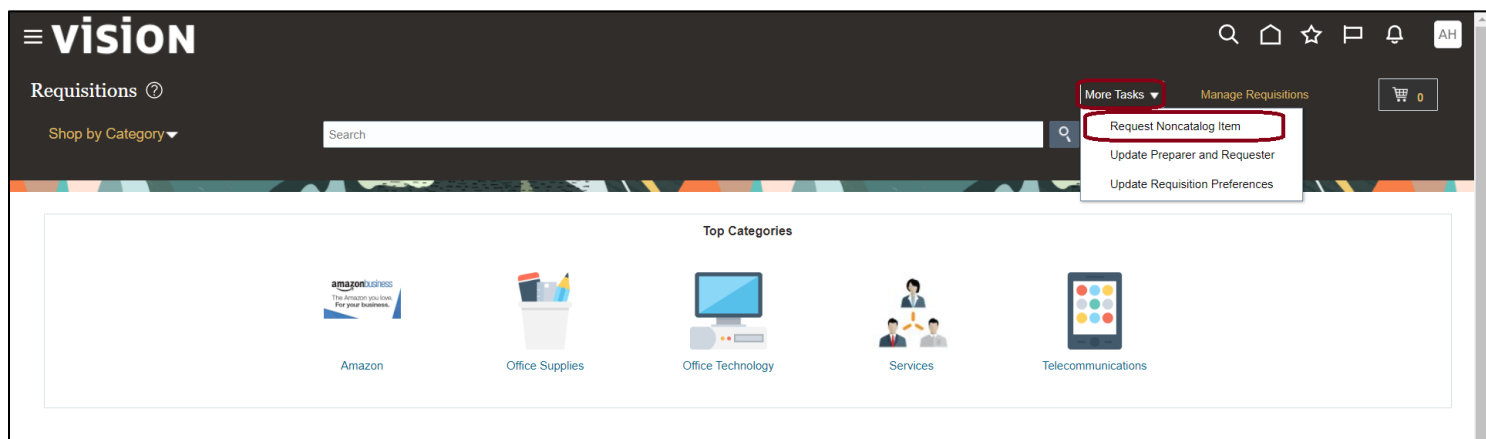 vision
AH
Requisitions
More Tasks
Manage Requisitions
0
Shop by Category
Search
Request Noncatalog Item
Update Preparer and Requester
Update Requisition Preferences
Top Categories
amazonbusiness
The Amazon you love.
For your business.
Amazon
Office Supplies
Office Technology
Services
Telecommunications